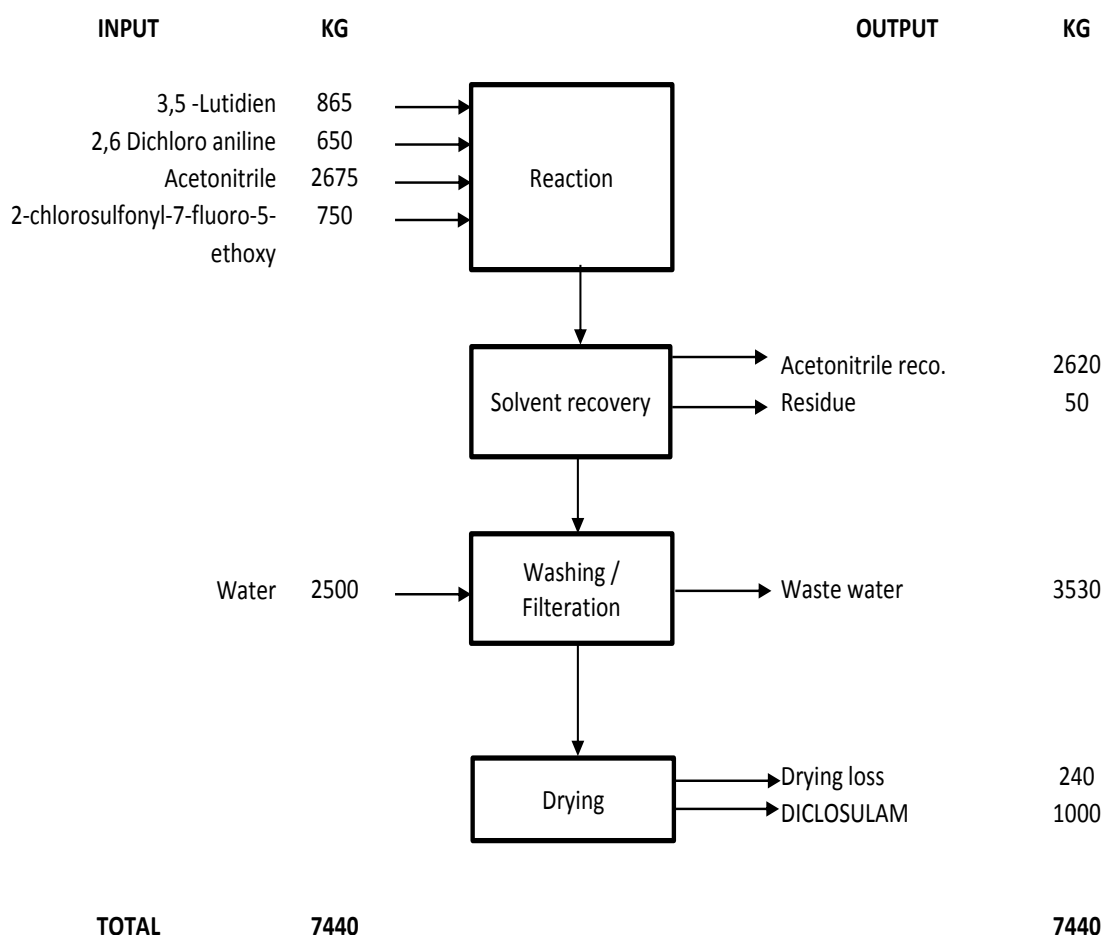 INPUT KG OUTPUT KG
3,5 -Lutidien 865
2,6 Dichloro aniline 650
Acetonitrile 2675
Reaction
2-chlorosulfonyl-7-fluoro-5- 750
ethoxy
Acetonitrile reco. 2620
Solvent recovery Residue 50
Washing /
Water 2500 Waste water 3530
Filteration
Drying loss 240
Drying
DICLOSULAM 1000
TOTAL 7440 7440